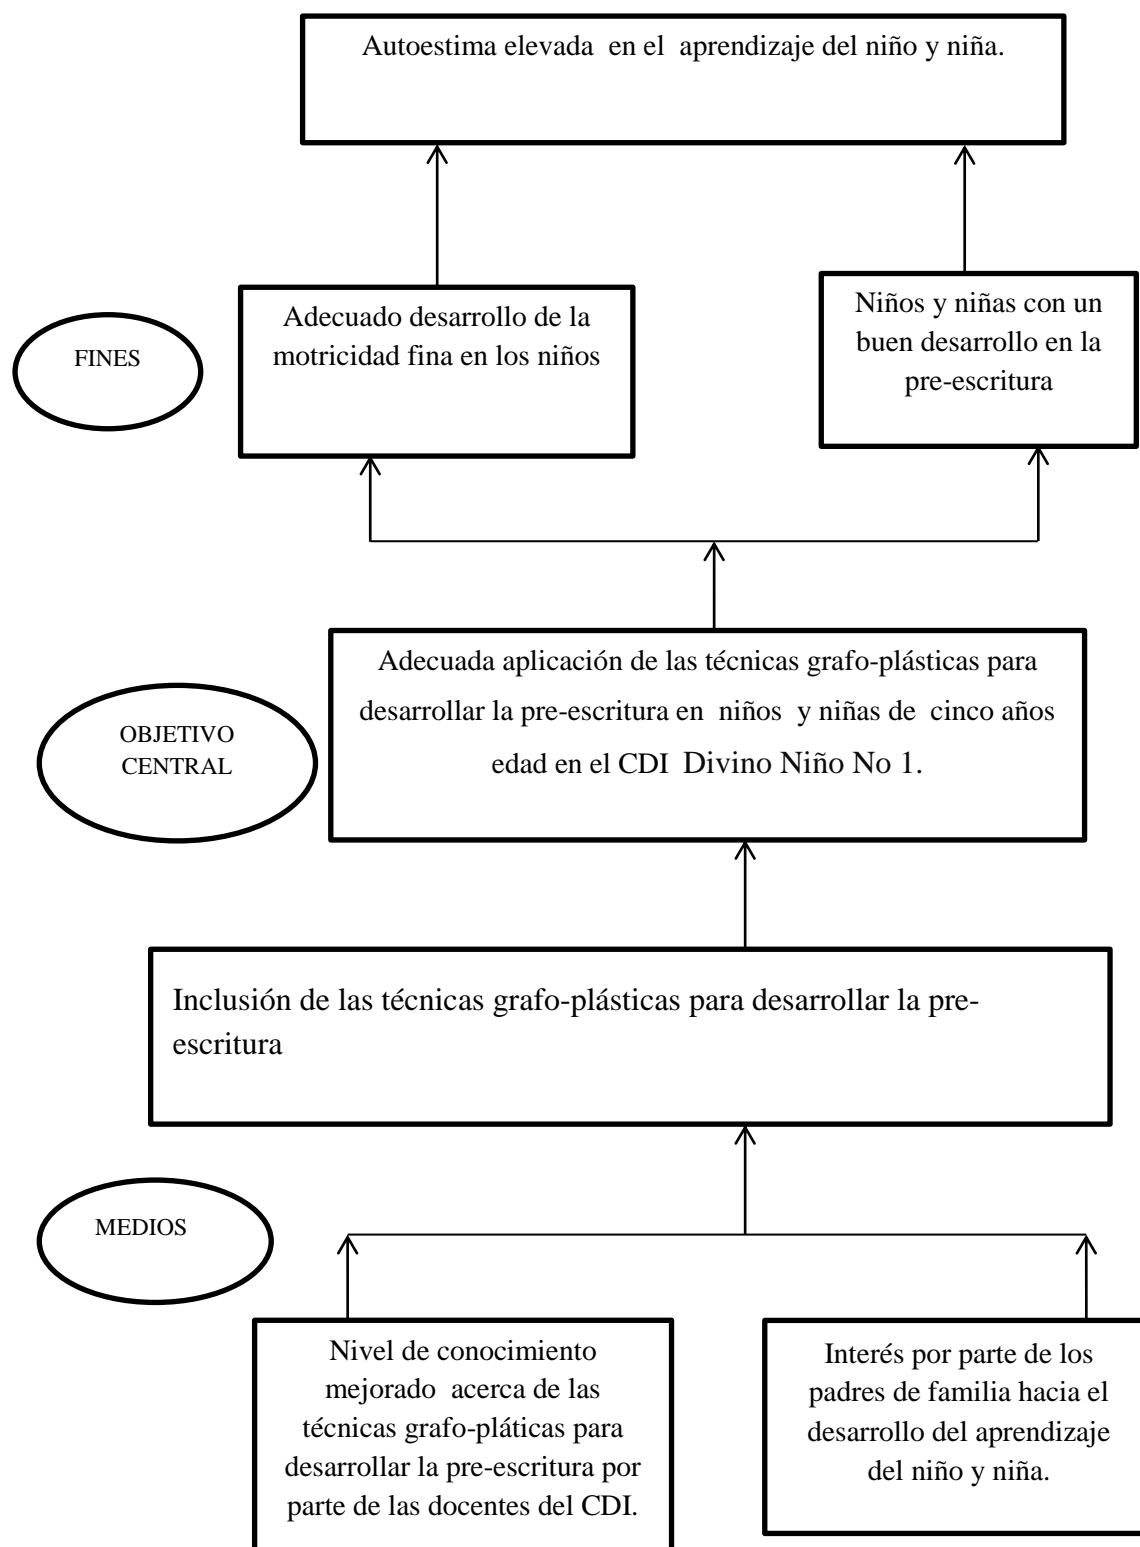 Autoestima elevada en el aprendizaje del niño y niña.
Adecuado desarrollo de la
motricidad fina en los niños
Niños y niñas con un
buen desarrollo en la
pre-escritura
FINES
Adecuada aplicación de las técnicas grafo-plásticas para
desarrollar la pre-escritura en niños y niñas de cinco años
edad en el CDI Divino Niño No 1.
OBJETIVO
CENTRAL
Inclusión de las técnicas grafo-plásticas para desarrollar la pre-
escritura
MEDIOS
Nivel de conocimiento
mejorado acerca de las
técnicas grafo-pláticas para
desarrollar la pre-escritura por
parte de las docentes del CDI.
Interés por parte de los
padres de familia hacia el
desarrollo del aprendizaje
del niño y niña.